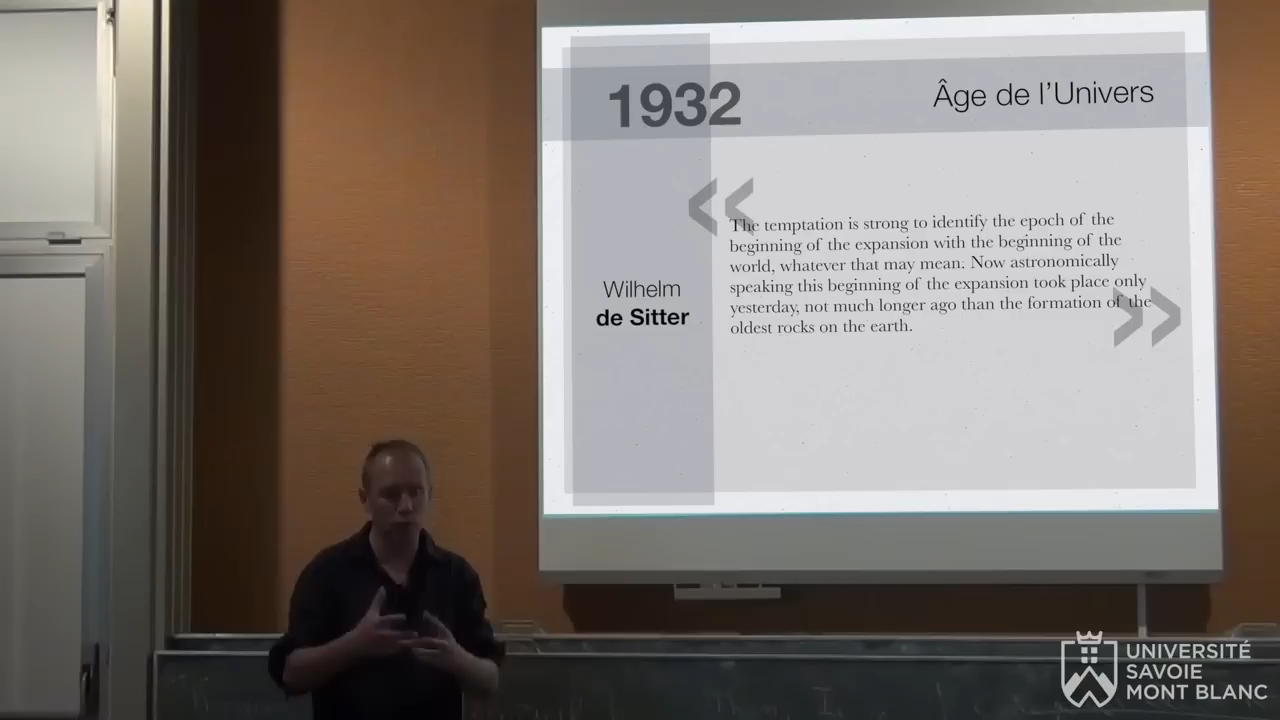 1932
Âge de l'Univers
«
The temptation is strong to identify the epoch of the
beginning of the expansion with the beginning of the
world, whatever that may mean. Now astronomically
speaking this beginning of the expansion took place only
yesterday, not much longer ago than the formation of the
oldest rocks on the earth.
»
Wilhelm
de Sitter
UNIVERSITÉ
SAVOIE
MONT BLANC